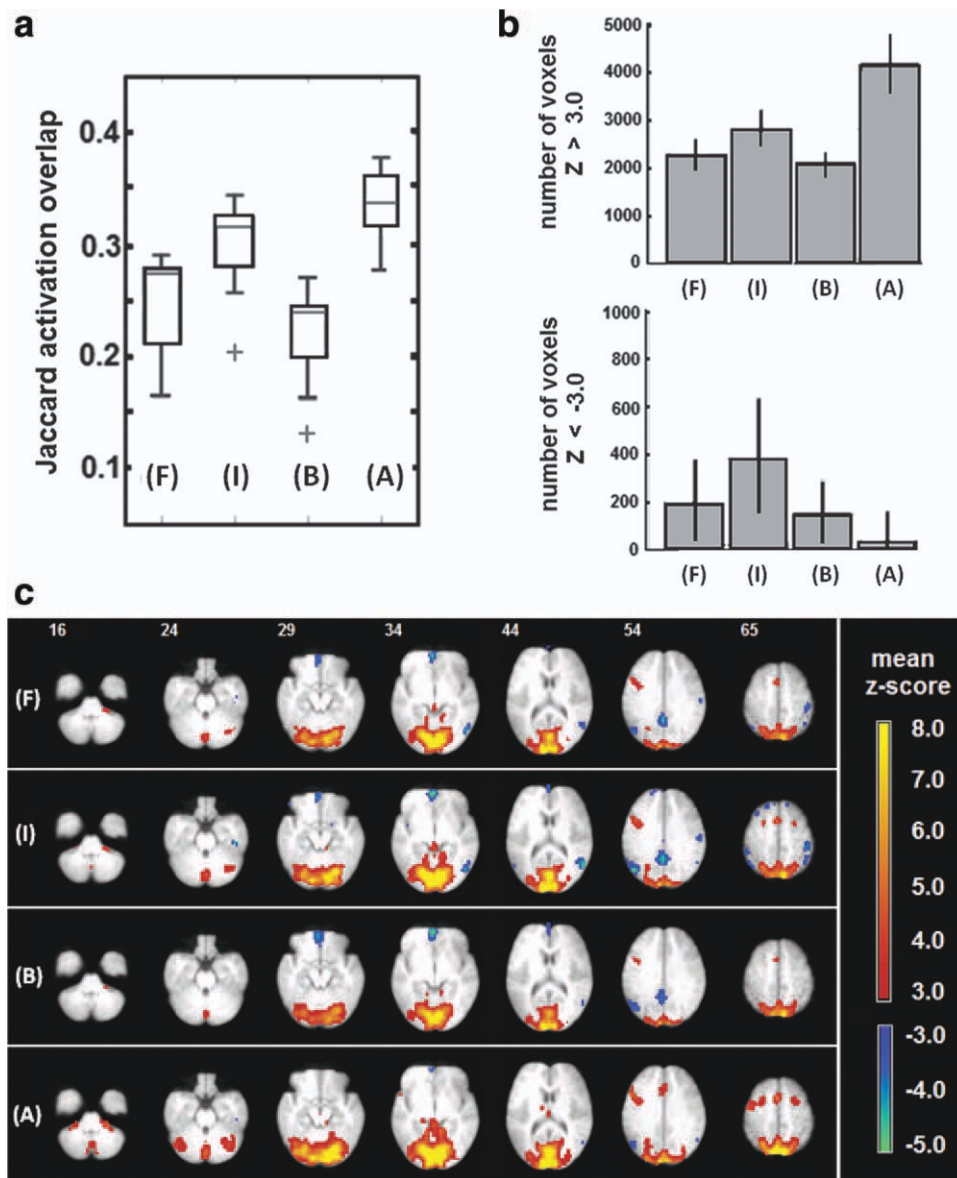 a
Jaccard activation overlap
0.4
0.3
0.2
0.1
(F) (I) (B) (A)
b
number of voxels
Z > 3.0
5000
4000
3000
2000
1000
0
(F) (I) (B) (A)
number of voxels
Z < -3.0
1000
800
600
400
200
0
(F) (I) (B) (A)
c
16 24 29 34 44 54 65
(F)
(I)
(B)
(A)
mean
z-score
8.0
7.0
6.0
5.0
4.0
3.0
-3.0
-4.0
-5.0